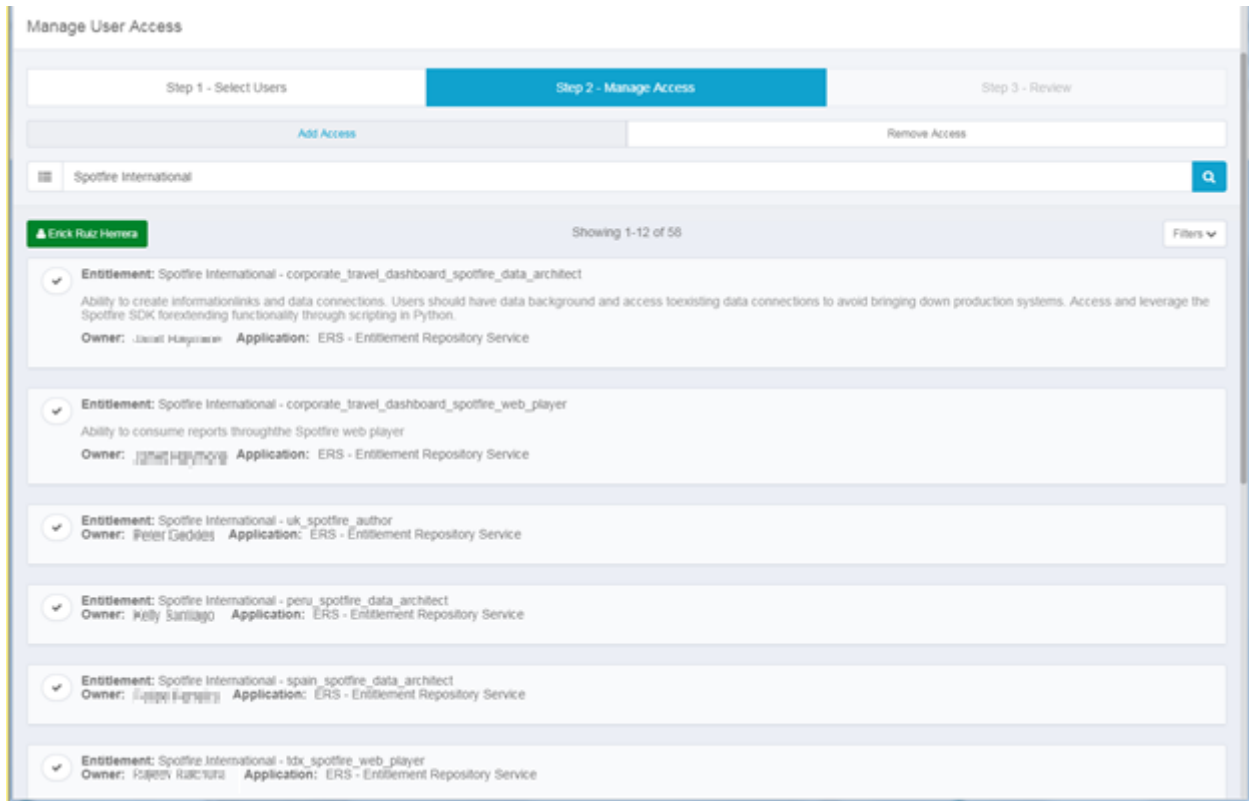 Manage User Access
Step 1 - Select Users Step 2 - Manage Access Step 3 - Review
Add Access Remove Access
Spotfire International
Erick Ruiz Herrera Showing 1-12 of 58 Filters
Entitlement: Spotfire International - corporate_travel_dashboard_spotfire_data_architect
Ability to create informationlinks and data connections. Users should have data background and access toexisting data connections to avoid bringing down production systems. Access and leverage the
Spotfire SDK forextending functionality through scripting in Python.
Owner: Application: ERS - Entitlement Repository Service
Entitlement: Spotfire International - corporate_travel_dashboard_spotfire_web_player
Ability to consume reports throughthe Spotfire web player
Owner: Application: ERS - Entitlement Repository Service
Entitlement: Spotfire International - uk_spotfire_author
Owner: Application: ERS - Entitlement Repository Service
Entitlement: Spotfire International - peru_spotfire_data_architect
Owner: Application: ERS - Entitlement Repository Service
Entitlement: Spotfire International - spain_spotfire_data_architect
Owner: Application: ERS - Entitlement Repository Service
Entitlement: Spotfire International - tdx_spotfire_web_player
Owner: Application: ERS - Entitlement Repository Service